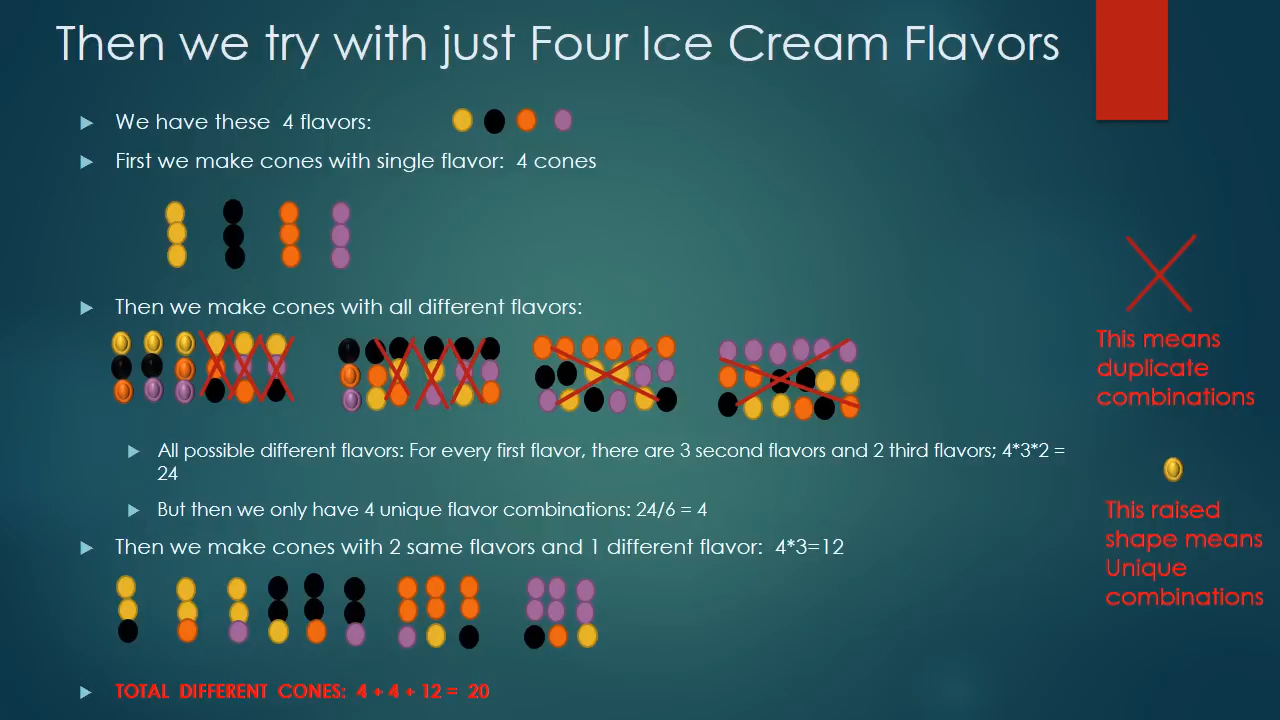 Then we try with just Four Ice Cream Flavors
We have these 4 flavors:
First we make cones with single flavor: 4 cones
Then we make cones with all different flavors:
All possible different flavors: For every first flavor, there are 3 second flavors and 2 third flavors; 4*3*2 =
24
But then we only have 4 unique flavor combinations: 24/6 = 4
Then we make cones with 2 same flavors and 1 different flavor: 4*3=12
TOTAL DIFFERENT CONES: 4 + 4 + 12 = 20
This means
duplicate
combinations
This raised
shape means
Unique
combinations